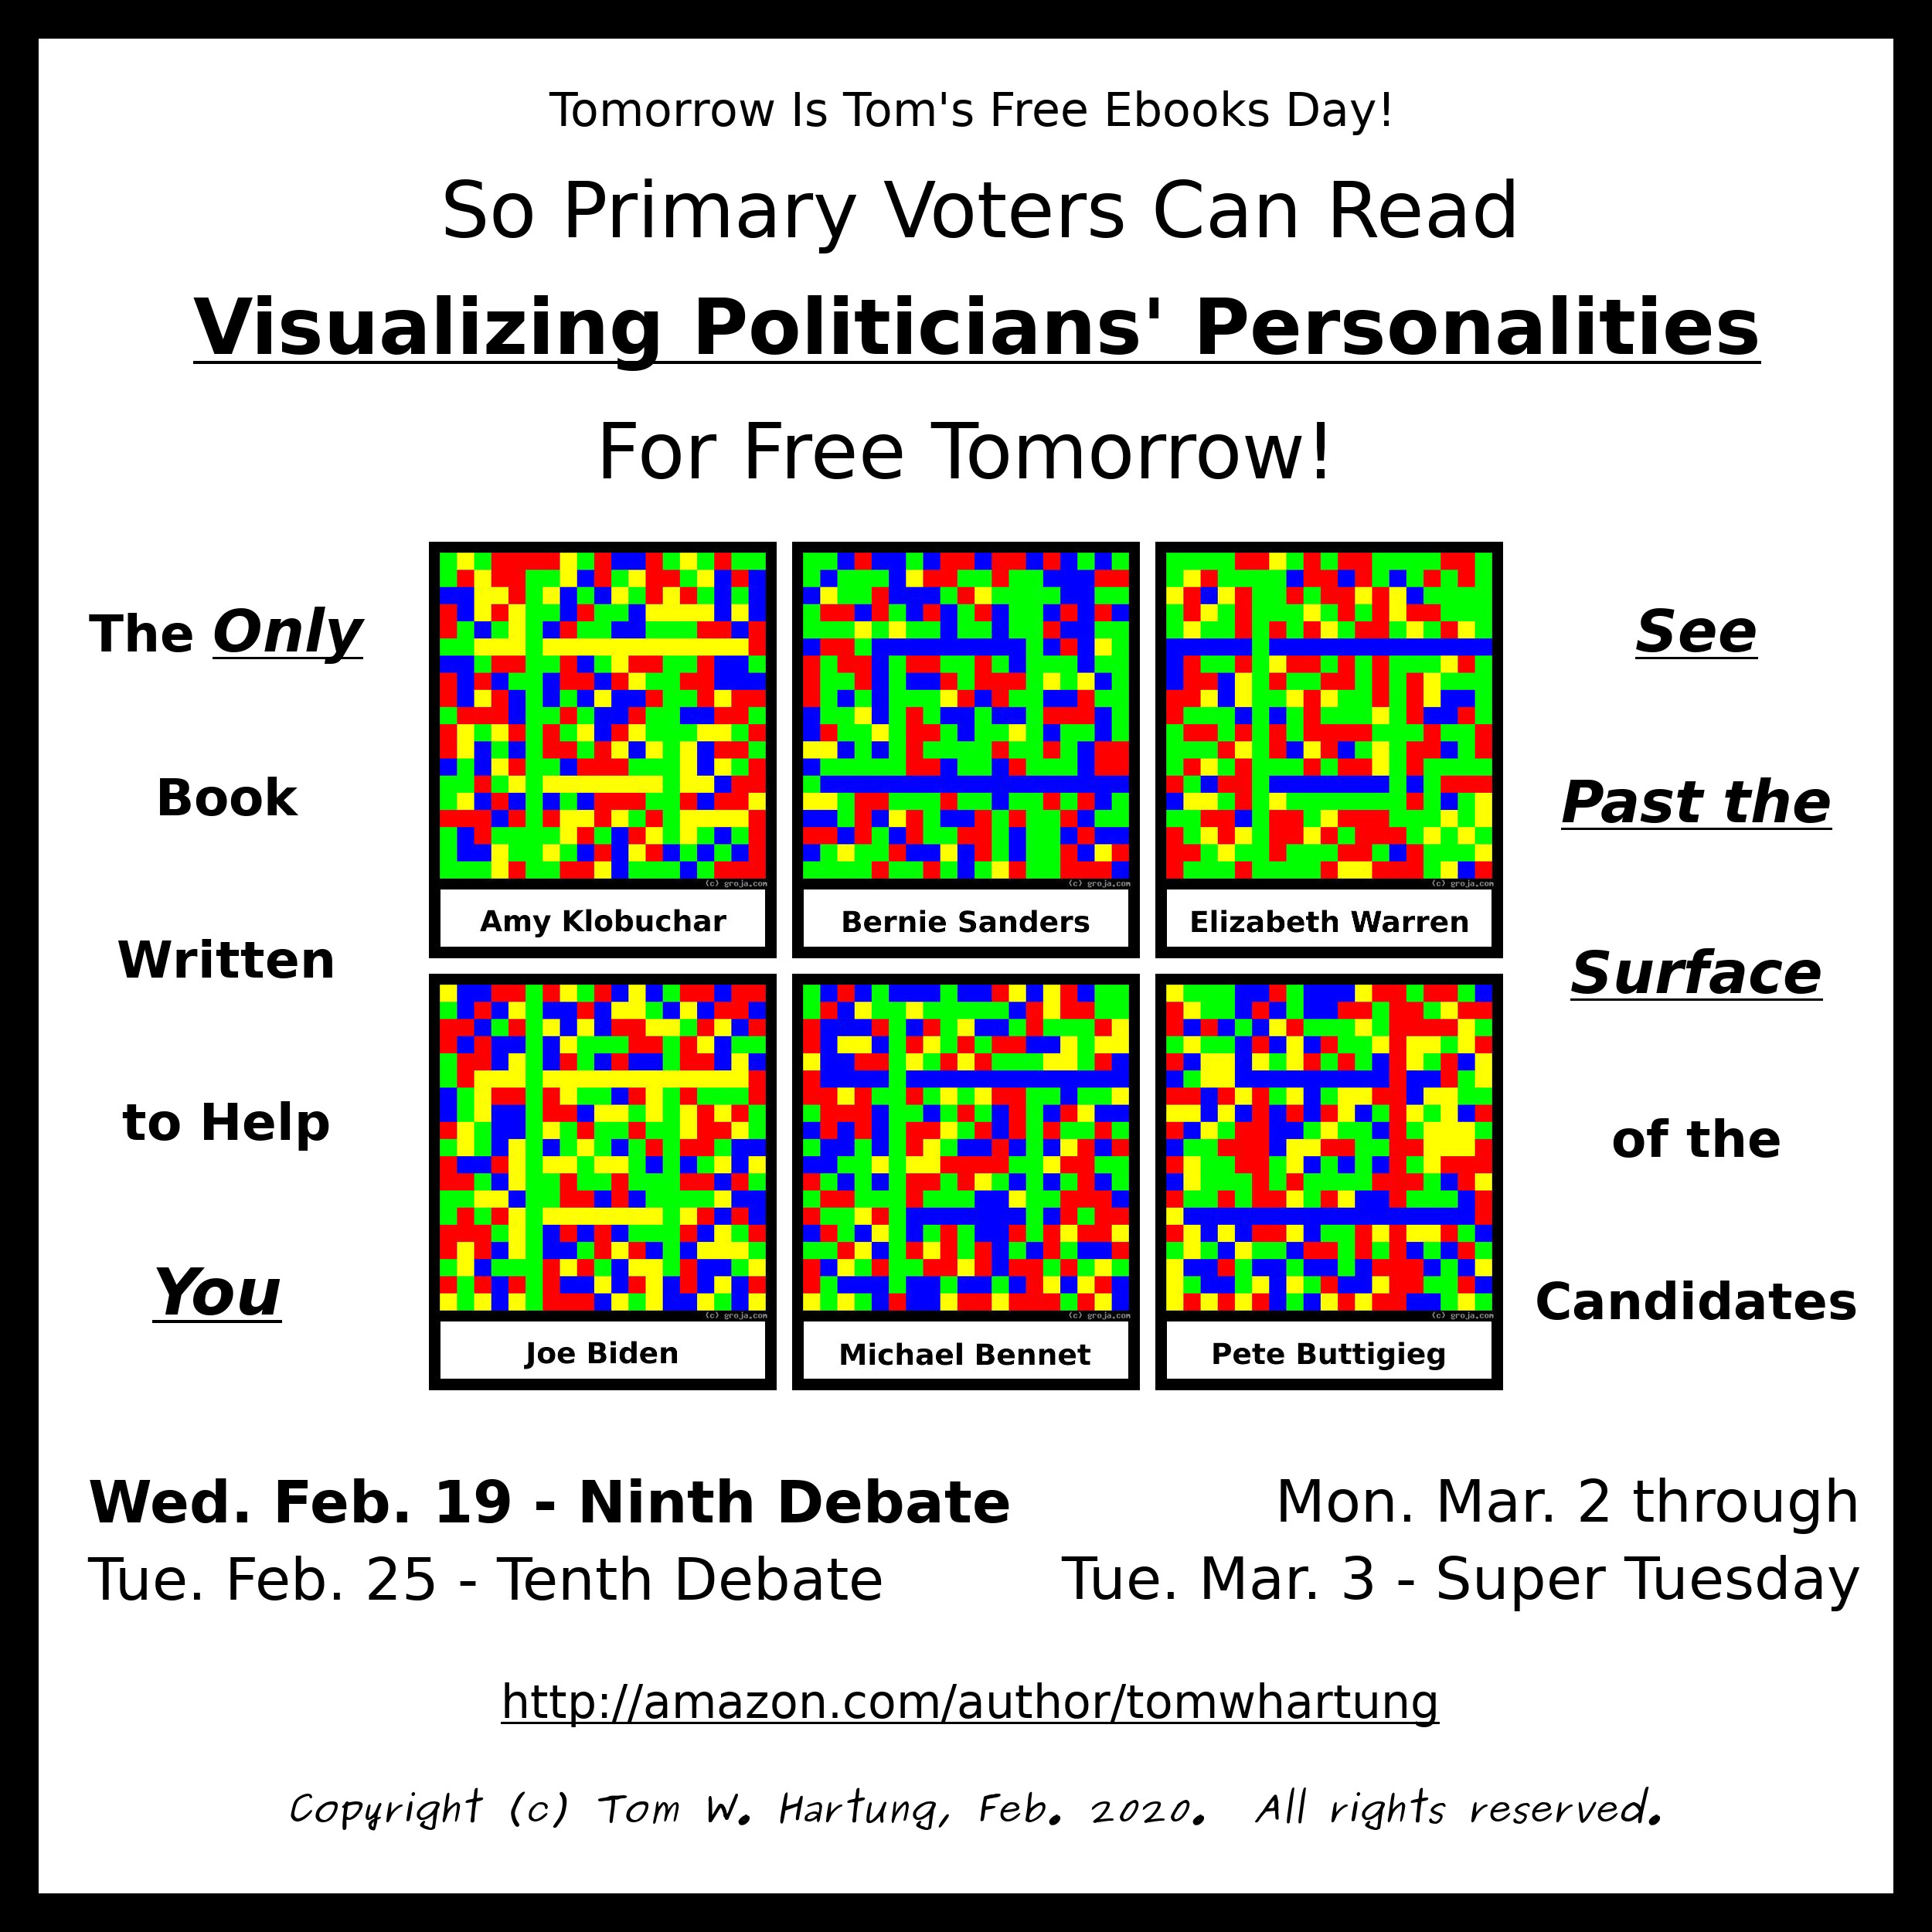 Tomorrow Is Tom's Free Ebooks Day!
So Primary Voters Can Read
Visualizing Politicians' Personalities
For Free Tomorrow!
The Only
Book
Written
to Help
You
(c) groja.com
Amy Klobuchar
(c) groja.com
Bernie Sanders
(c) groja.com
Elizabeth Warren
(c) groja.com
Joe Biden
(c) groja.com
Michael Bennet
(c) groja.com
Pete Buttigieg
See
Past the
Surface
of the
Candidates
Wed. Feb. 19 - Ninth Debate
Tue. Feb. 25 - Tenth Debate
Mon. Mar. 2 through
Tue. Mar. 3 - Super Tuesday
http://amazon.com/author/tomwhartung
Copyright (c) Tom W. Hartung, Feb. 2020. All rights reserved.